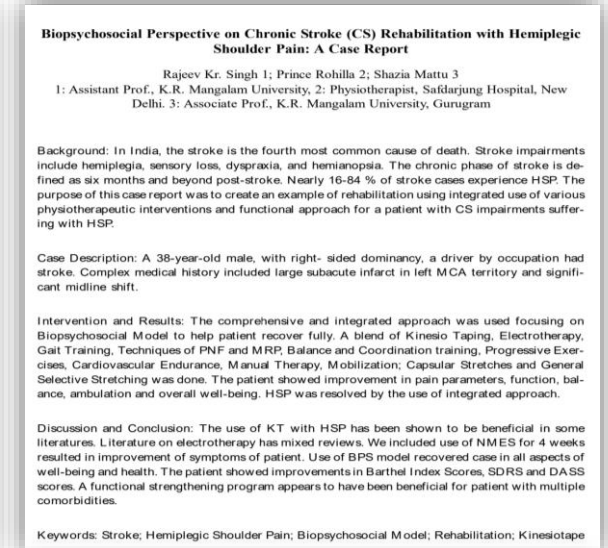 Biopsychosocial Perspective on Chronic Stroke (CS) Rehabilitation with Hemiplegic
Shoulder Pain: A Case Report
Rajeev Kr. Singh 1; Prince Rohilla 2; Shazia Mattu 3
1: Assistant Prof., K.R. Mangalam University, 2: Physiotherapist, Safdarjung Hospital, New
Delhi. 3: Associate Prof., K.R. Mangalam University, Gurugram
Background: In India, the stroke is the fourth most common cause of death. Stroke impairments
include hemiplegia, sensory loss, dyspraxia, and hemianopsia. The chronic phase of stroke is de-
fined as six months and beyond post-stroke. Nearly 16-84 % of stroke cases experience HSP. The
purpose of this case report was to create an example of rehabilitation using integrated use of various
physiotherapeutic interventions and functional approach for a patient with CS impairments suffer-
ing with HSP.
Case Description: A 38-year-old male, with right- sided dominancy, a driver by occupation had
stroke. Complex medical history included large subacute infarct in left MCA territory and signifi-
cant midline shift.
Intervention and Results: The comprehensive and integrated approach was used focusing on
Biopsychosocial Model to help patient recover fully. A blend of Kinesio Taping, Electrotherapy,
Gait Training, Techniques of PNF and MRP, Balance and Coordination training, Progressive Exer-
cises, Cardiovascular Endurance, Manual Therapy, Mobilization; Capsular Stretches and General
Selective Stretching was done. The patient showed improvement in pain parameters, function, bal-
ance, ambulation and overall well-being. HSP was resolved by the use of integrated approach.
Discussion and Conclusion: The use of KT with HSP has been shown to be beneficial in some
literatures. Literature on electrotherapy has mixed reviews. We included use of NMES for 4 weeks
resulted in improvement of symptoms of patient. Use of BPS model recovered case in all aspects of
well-being and health. The patient showed improvements in Barthel Index Scores, SDRS and DASS
scores. A functional strengthening program appears to have been beneficial for patient with multiple
comorbidities.
Keywords: Stroke; Hemiplegic Shoulder Pain; Biopsychosocial Model; Rehabilitation; Kinesiotape